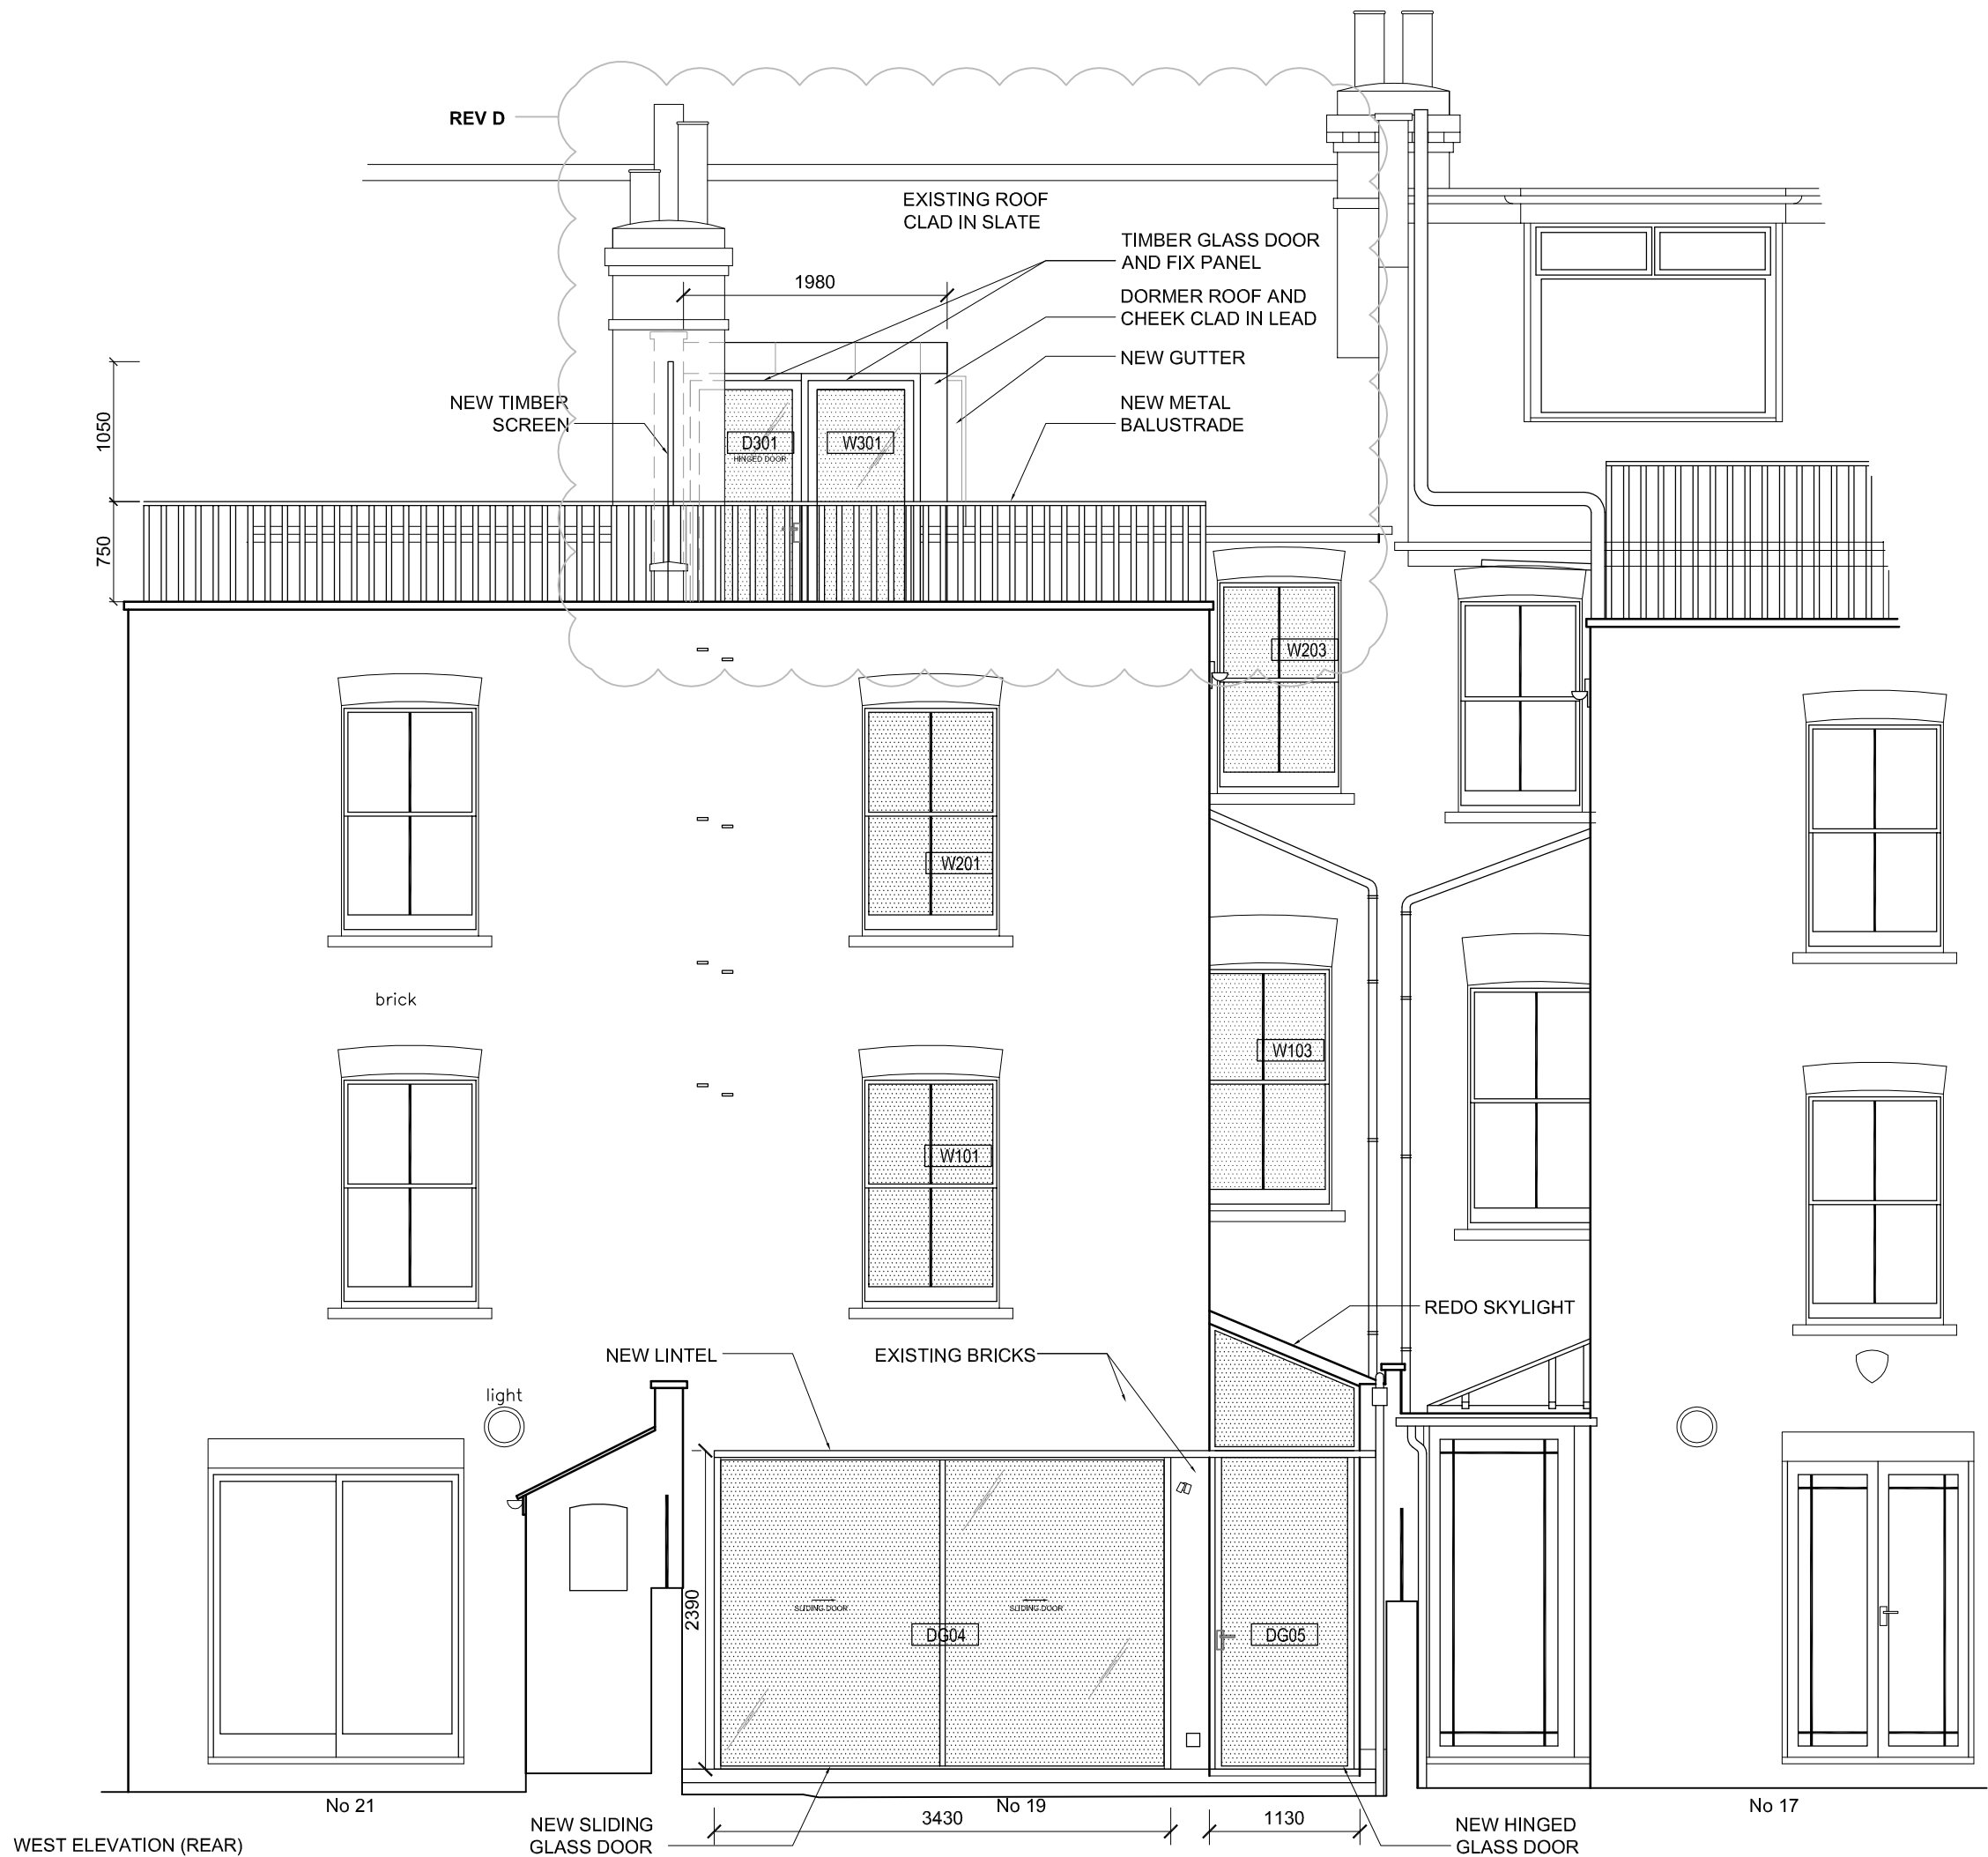 REV D
EXISTING ROOF
CLAD IN SLATE
TIMBER GLASS DOOR
AND FIX PANEL
1980
DORMER ROOF AND
CHEEK CLAD IN LEAD
NEW GUTTER
NEW TIMBER
SCREEN
NEW METAL
BALUSTRADE
1050
D301
HINGED DOOR
W301
750
W203
W201
brick
W103
W101
REDO SKYLIGHT
NEW LINTEL
EXISTING BRICKS
light
2390
SLIDING DOOR
SLIDING DOOR
DG04
DG05
No 21
No 19
No 17
3430
1130
NEW SLIDING
GLASS DOOR
NEW HINGED
GLASS DOOR
WEST ELEVATION (REAR)